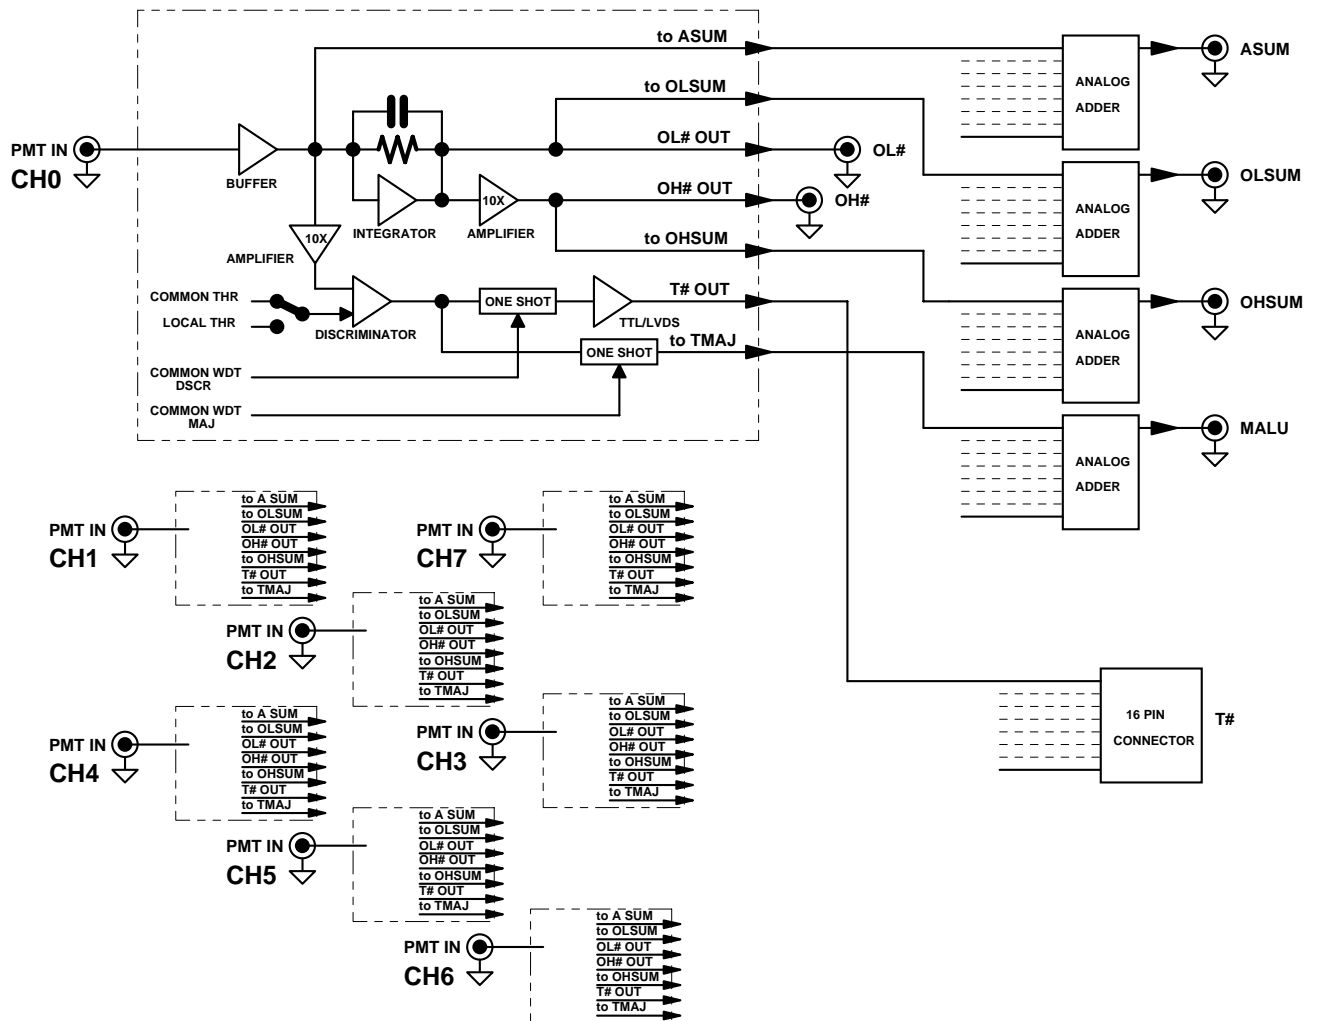 to ASUM
ASUM
ANALOG
ADDER
to OLSUM
OL# OUT
OL#
PMT IN
CH0
BUFFER
OLSUM
ANALOG
ADDER
10X
OH# OUT
OH#
INTEGRATOR
AMPLIFIER
10X
AMPLIFIER
to OHSUM
COMMON THR
LOCAL THR
DISCRIMINATOR
ONE SHOT
TTL/LVDS
T# OUT
OHSUM
ANALOG
ADDER
ONE SHOT
to TMAJ
COMMON WDT
DSCR
COMMON WDT
MAJ
MALU
ANALOG
ADDER
PMT IN
CH1
to A SUM
to OLSUM
OL# OUT
OH# OUT
to OHSUM
T# OUT
to TMAJ
PMT IN
CH7
to A SUM
to OLSUM
OL# OUT
OH# OUT
to OHSUM
T# OUT
to TMAJ
PMT IN
CH2
to A SUM
to OLSUM
OL# OUT
OH# OUT
to OHSUM
T# OUT
to TMAJ
16 PIN
CONNECTOR
T#
PMT IN
CH4
to A SUM
to OLSUM
OL# OUT
OH# OUT
to OHSUM
T# OUT
to TMAJ
PMT IN
CH3
to A SUM
to OLSUM
OL# OUT
OH# OUT
to OHSUM
T# OUT
to TMAJ
PMT IN
CH5
to A SUM
to OLSUM
OL# OUT
OH# OUT
to OHSUM
T# OUT
to TMAJ
PMT IN
CH6
to A SUM
to OLSUM
OL# OUT
OH# OUT
to OHSUM
T# OUT
to TMAJ